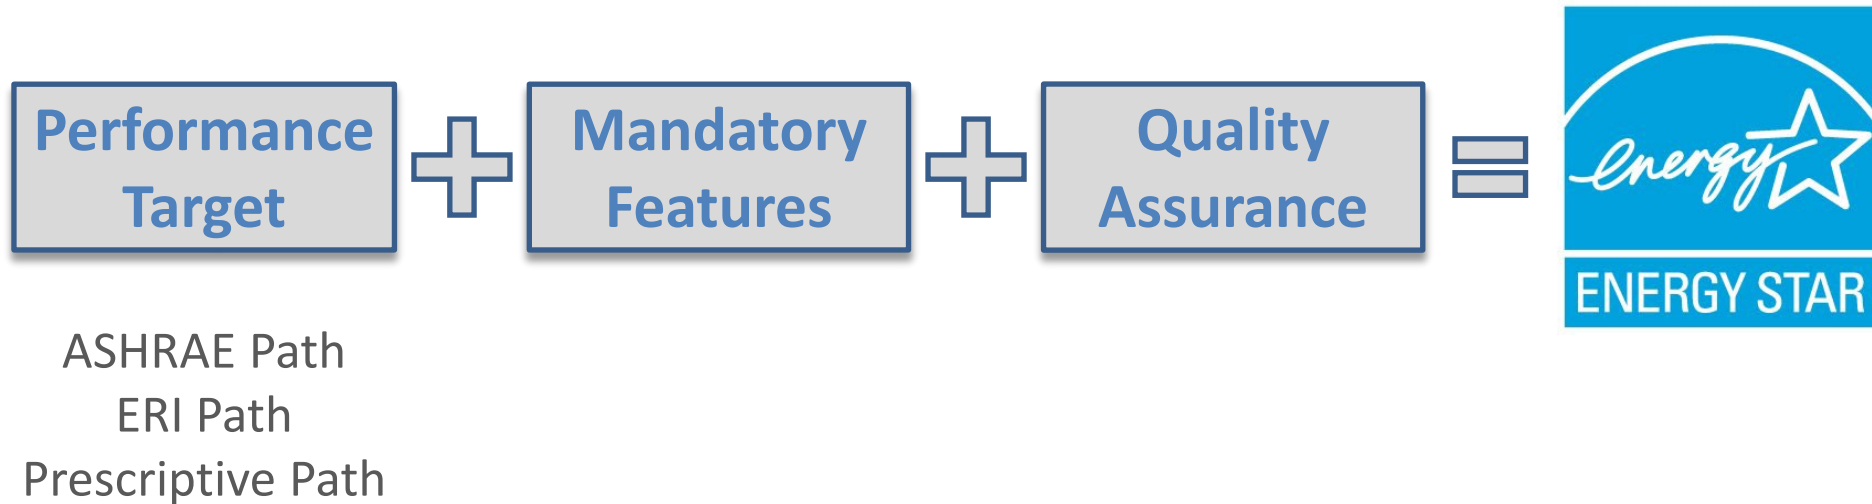 Performance
Target
Mandatory
Features
Quality
Assurance
energy
ENERGY STAR
ASHRAE Path
ERI Path
Prescriptive Path